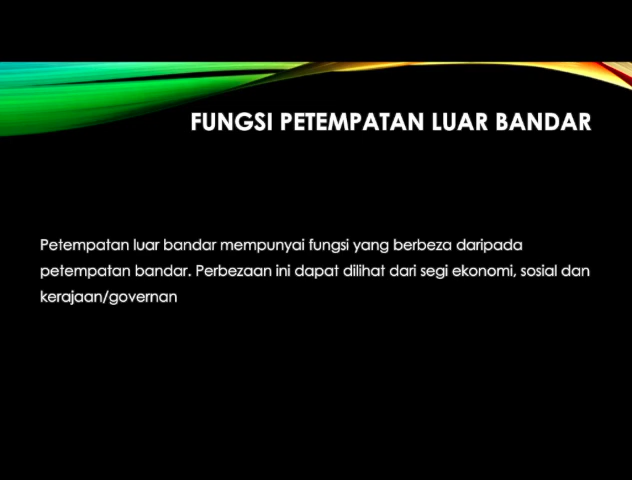 FUNGSI PETEMPATAN LUAR BANDAR
Petempatan luar bandar mempunyai fungsi yang berbeza daripada
petempatan bandar. Perbezaan ini dapat dilihat dari segi ekonomi, sosial dan
kerajaan/governan